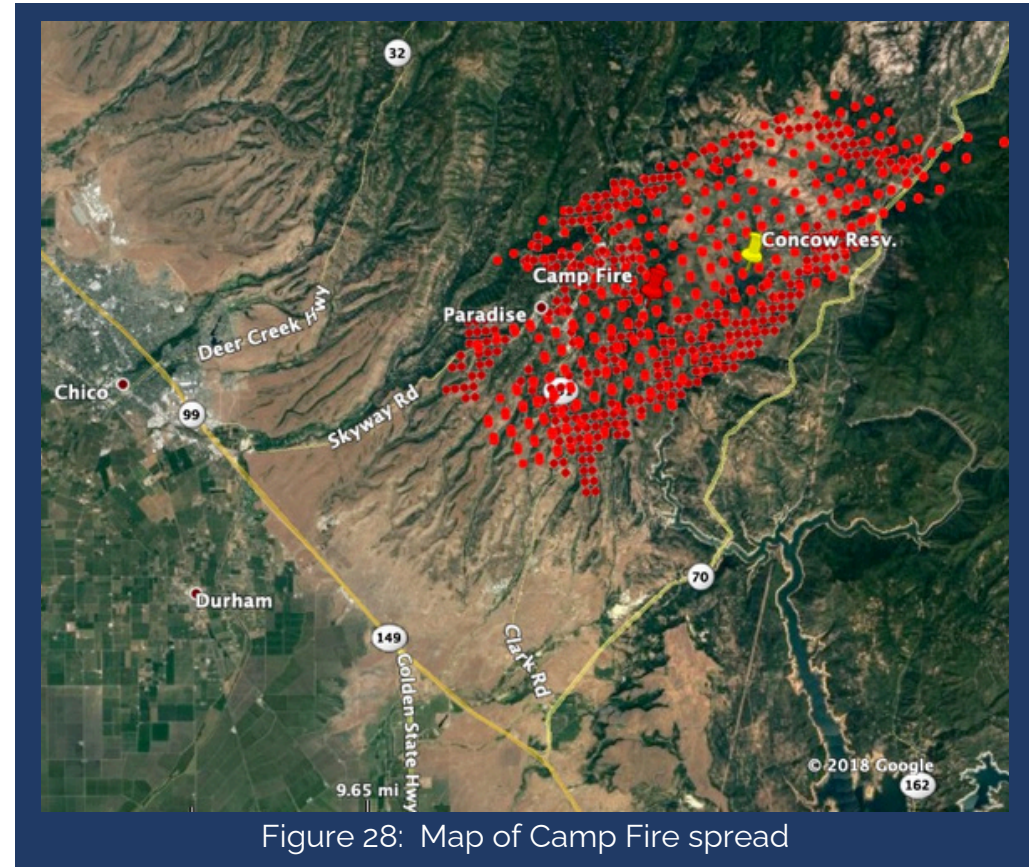 32
Concow Resv.
Camp Fire
Paradise
Deer Creek Hwy
Chico
99
Skyway Rd
Durham
70
149
Clark Rd
Golden State Hwy
© 2018 Google
162
9.65 mi
Figure 28: Map of Camp Fire spread